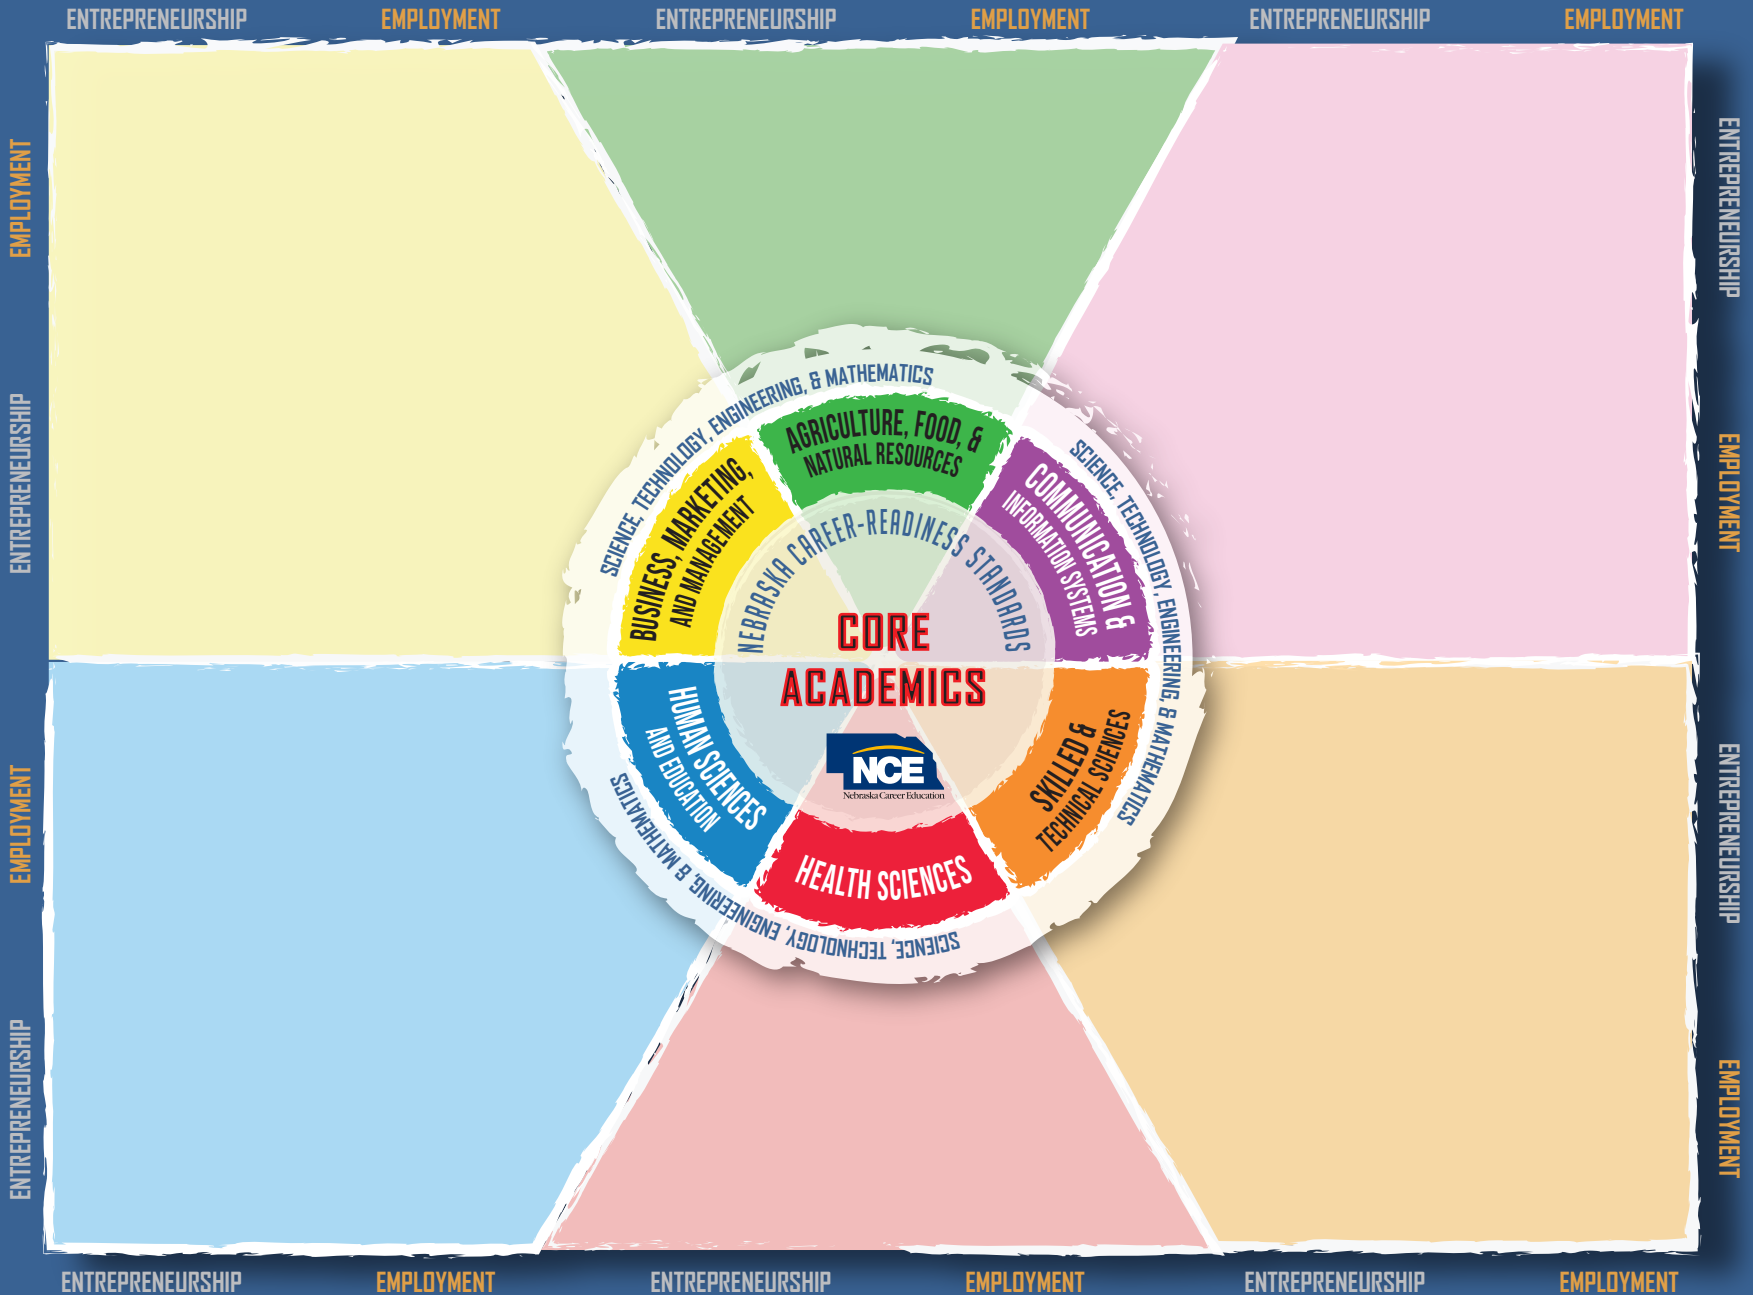 ENTREPRENEURSHIP
EMPLOYMENT
ENTREPRENEURSHIP
EMPLOYMENT
ENTREPRENEURSHIP
EMPLOYMENT
EMPLOYMENT
ENTREPRENEURSHIP
EMPLOYMENT
ENTREPRENEURSHIP
ENTREPRENEURSHIP
EMPLOYMENT
ENTREPRENEURSHIP
EMPLOYMENT
SCIENCE, TECHNOLOGY, ENGINEERING, & MATHEMATICS
SCIENCE, TECHNOLOGY, ENGINEERING, & MATHEMATICS
SCIENCE, TECHNOLOGY, ENGINEERING, & MATHEMATICS
AGRICULTURE, FOOD, &
NATURAL RESOURCES
COMMUNICATION &
INFORMATION SYSTEMS
SKILLED &
TECHNICAL SCIENCES
HEALTH SCIENCES
HUMAN SCIENCES
AND EDUCATION
BUSINESS, MARKETING,
AND MANAGEMENT
NEBRASKA CAREER-READINESS STANDARDS
CORE
ACADEMICS
NCE
Nebraska Career Education
ENTREPRENEURSHIP
EMPLOYMENT
ENTREPRENEURSHIP
EMPLOYMENT
ENTREPRENEURSHIP
EMPLOYMENT